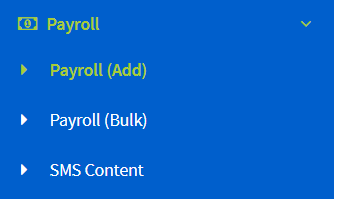 Payroll
Payroll (Add)
Payroll (Bulk)
SMS Content